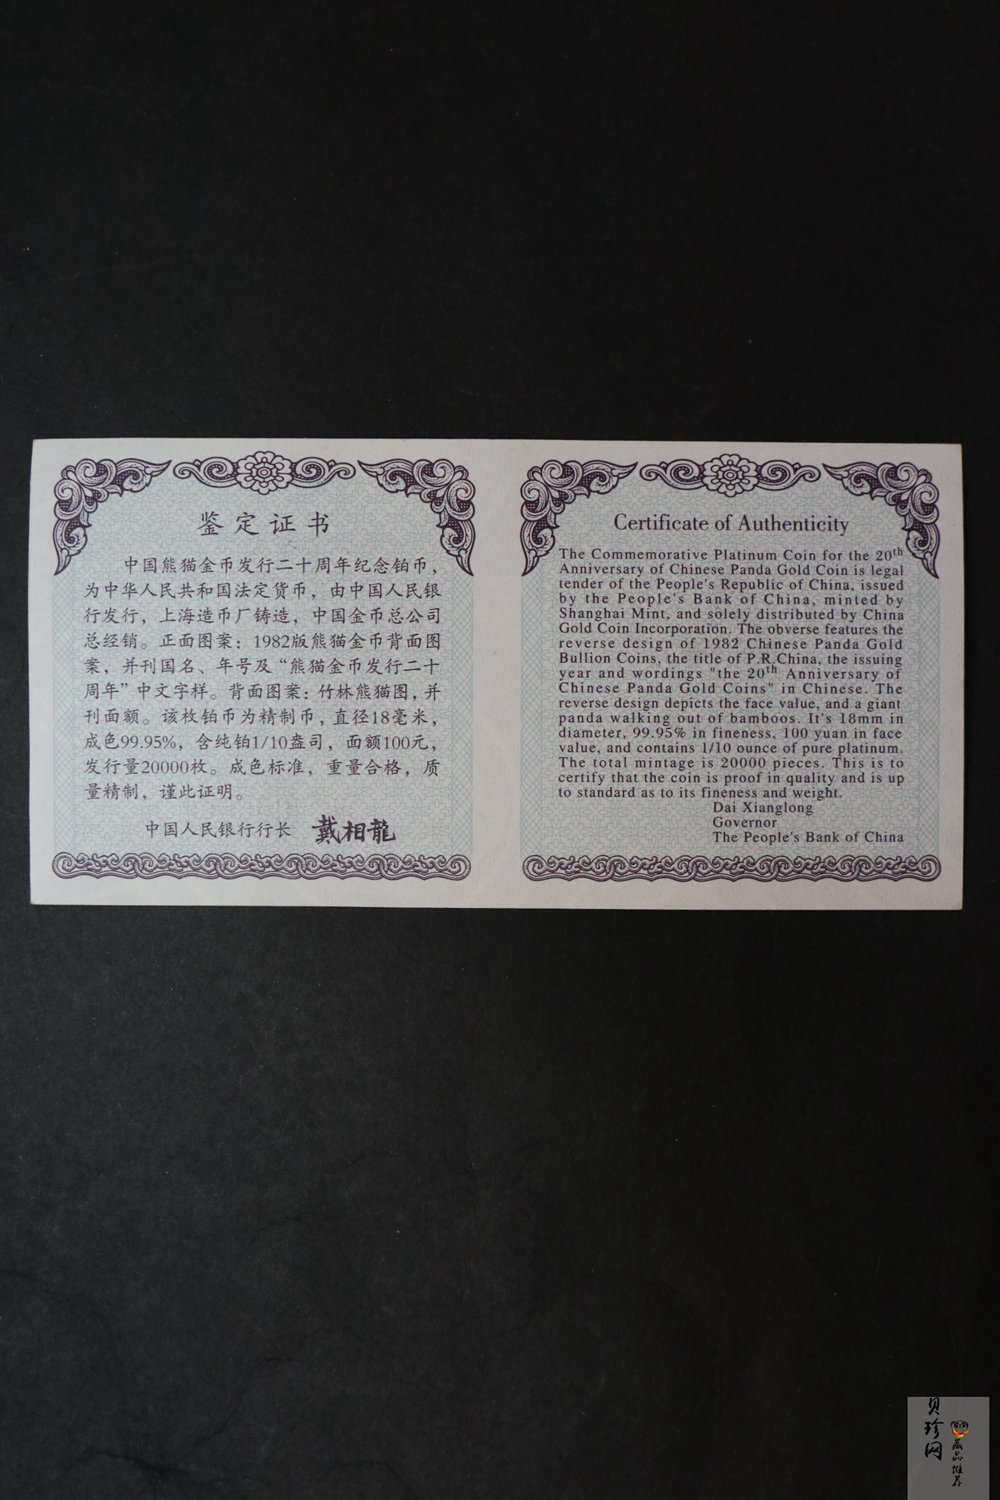 鉴定证书
中国熊猫金币发行二十周年纪念铂币，
为中华人民共和国法定货币，由中国人民银
行发行，上海造币厂铸造，中国金币总公司
总经销。正面图案：1982版熊猫金币背面图
案，并刊国名、年号及“熊猫金币发行二十
周年”中文字样。背面图案：竹林熊猫图，并
刊面额。该枚铂币为精制币，直径18毫米，
成色99.95%，含纯铂1/10盎司，面额100元，
发行量20000枚。成色标准，重量合格，质
量精制，谨此证明。
中国人民银行行长 戴相龍
Certificate of Authenticity
The Commemorative Platinum Coin for the 20th
Anniversary of Chinese Panda Gold Coin is legal
tender of the People's Republic of China, issued
by the People's Bank of China, minted by
Shanghai Mint, and solely distributed by China
Gold Coin Incorporation. The obverse features the
reverse design of 1982 Chinese Panda Gold
Bullion Coins, the title of P.R.China, the issuing
year and wordings "the 20th Anniversary of
Chinese Panda Gold Coins" in Chinese. The
reverse design depicts the face value, and a giant
panda walking out of bamboos. It's 18mm in
diameter, 99.95% in fineness, 100 yuan in face
value, and contains 1/10 ounce of pure platinum.
The total mintage is 20000 pieces. This is to
certify that the coin is proof in quality and is up
to standard as to its fineness and weight.
Dai Xianglong
Governor
The People's Bank of China
贝珍网
藏品推荐